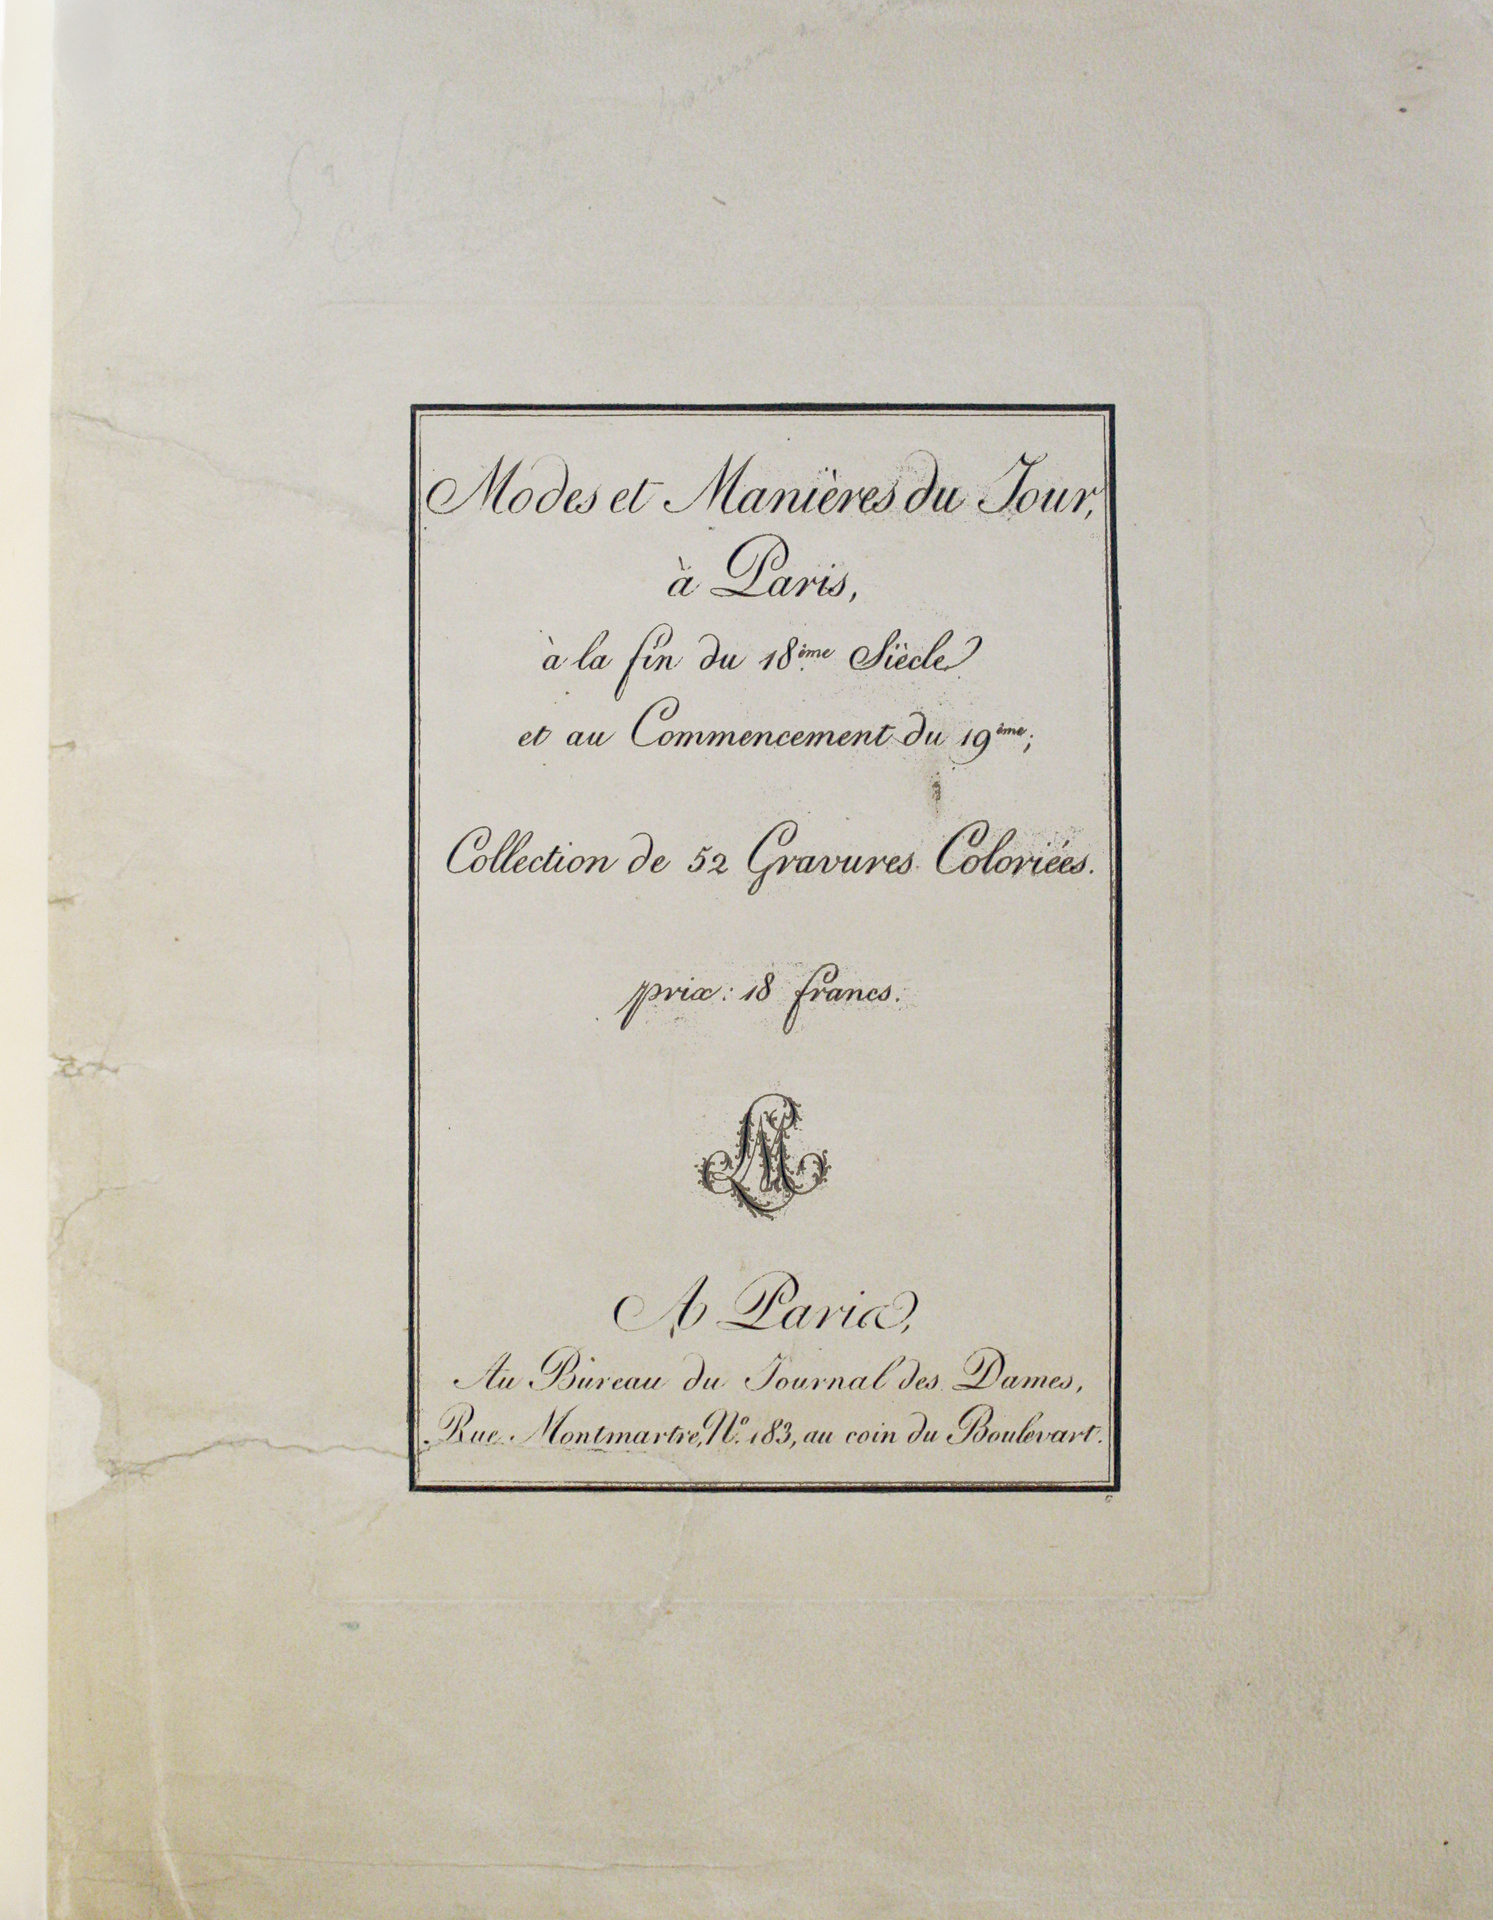 Modes et Manières du Jour,
à Paris,
à la fin du 18ème Siècle
et au Commencement du 19ème;
Collection de 52 Gravures Coloriées.
prix: 18 francs.
A Paris,
Au Bureau du Journal des Dames,
Rue Montmartre, No. 183, au coin du Boulevart.